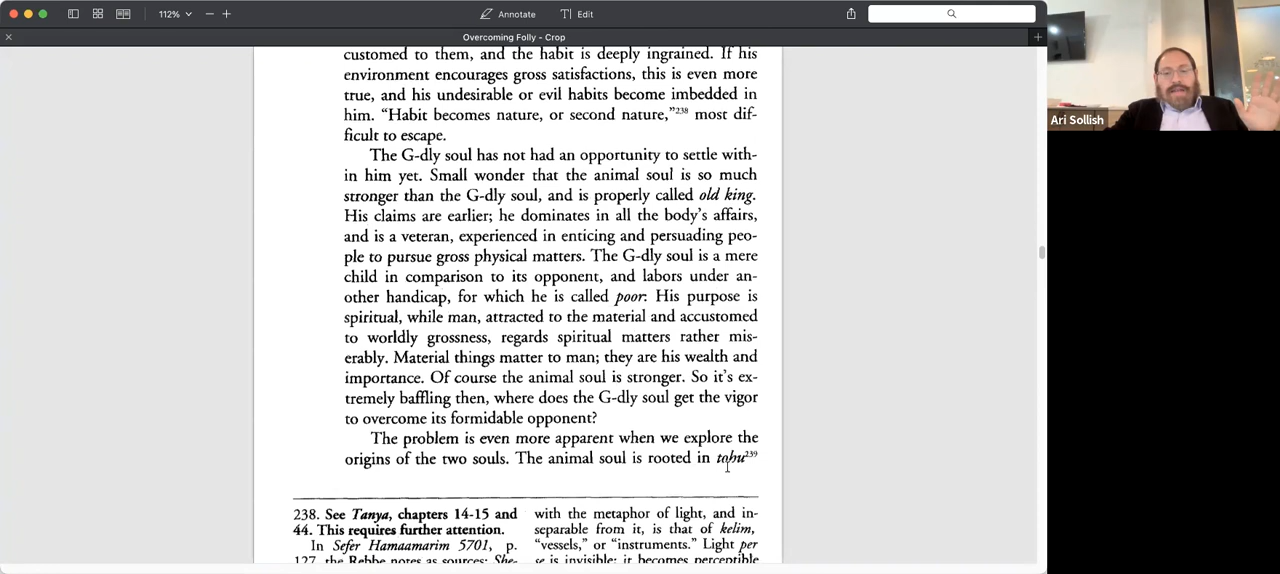 112%
Annotate
Edit
Overcoming Folly - Crop
customed to them, and the habit is deeply ingrained. If his
environment encourages gross satisfactions, this is even more
true, and his undesirable or evil habits become imbedded in
him. “Habit becomes nature, or second nature,”238 most dif-
ficult to escape.
The G-dly soul has not had an opportunity to settle with-
in him yet. Small wonder that the animal soul is so much
stronger than the G-dly soul, and is properly called old king.
His claims are earlier; he dominates in all the body’s affairs,
and is a veteran, experienced in enticing and persuading peo-
ple to pursue gross physical matters. The G-dly soul is a mere
child in comparison to its opponent, and labors under an-
other handicap, for which he is called poor. His purpose is
spiritual, while man, attracted to the material and accustomed
to worldly grossness, regards spiritual matters rather mis-
erably. Material things matter to man; they are his wealth and
importance. Of course the animal soul is stronger. So it’s ex-
tremely baffling then, where does the G-dly soul get the vigor
to overcome its formidable opponent?
The problem is even more apparent when we explore the
origins of the two souls. The animal soul is rooted in tohu239
238. See Tanya, chapters 14-15 and
44. This requires further attention.
In Sefer Hamaamarim 5701, p.
127, the Rebbe notes as sources: She-
with the metaphor of light, and in-
separable from it, is that of kelim,
“vessels,” or “instruments.” Light per
se is invisible; it becomes perceptible
Ari Sollish